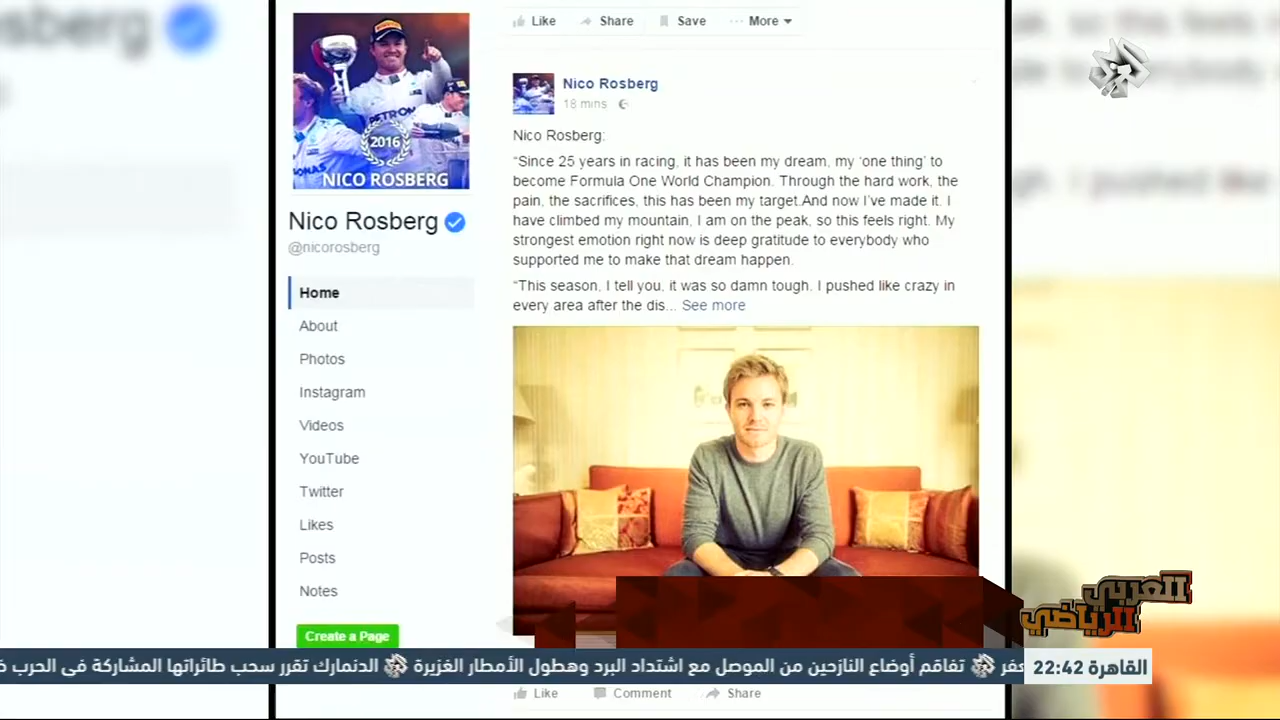 Like Share Save ... More
PETRONAS
2016
NICO ROSBERG
Nico Rosberg
@nicorosberg
Home
About
Photos
Instagram
Videos
YouTube
Twitter
Likes
Posts
Notes
Create a Page
Nico Rosberg
18 mins
Nico Rosberg:
“Since 25 years in racing, it has been my dream, my ‘one thing’ to
become Formula One World Champion. Through the hard work, the
pain, the sacrifices, this has been my target.And now I’ve made it. I
have climbed my mountain, I am on the peak, so this feels right. My
strongest emotion right now is deep gratitude to everybody who
supported me to make that dream happen.
“This season, I tell you, it was so damn tough. I pushed like crazy in
every area after the dis... See more
العربي
الرياضي
القاهرة 22:42
تفاقم أوضاع النازحين من الموصل مع اشتداد البرد وهطول الأمطار الغزيرة الدنمارك تقرر سحب طائراتها المشاركة في الحرب
Like Comment Share